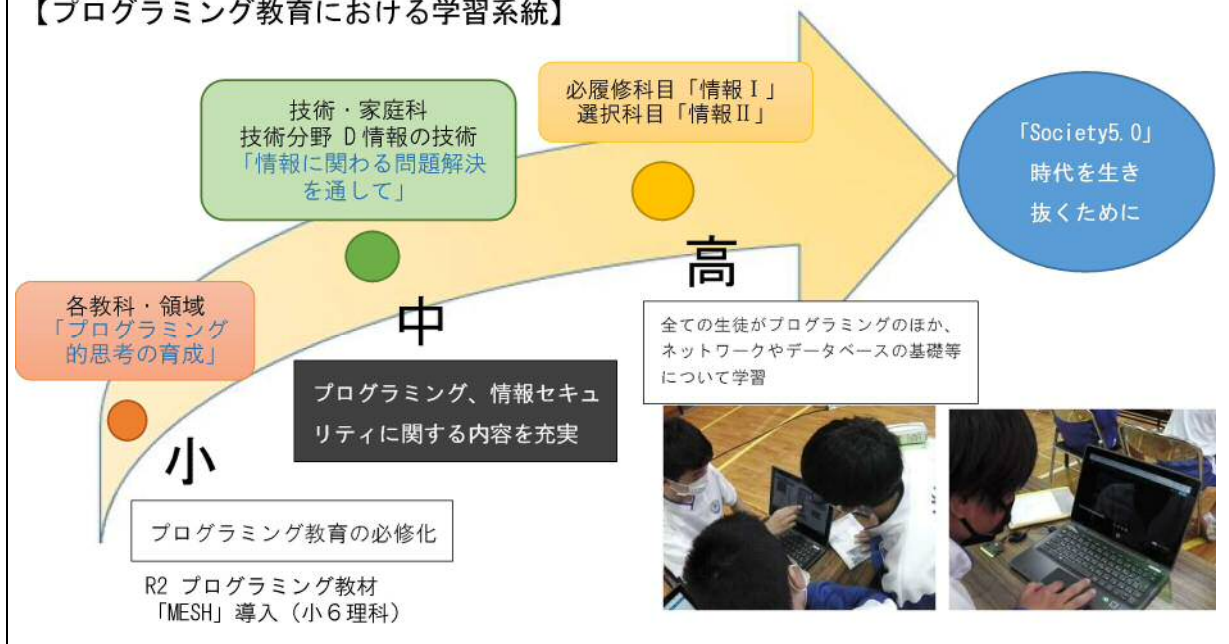 【プログラミング教育における学習系統】
必履修科目「情報Ⅰ」
選択科目「情報Ⅱ」
技術・家庭科
技術分野 D 情報の技術
「情報に関わる問題解決
を通して」
「Society5.0」
時代を生き
抜くために
各教科・領域
「プログラミング
的思考の育成」
高
中
小
全ての生徒がプログラミングのほか、
ネットワークやデータベースの基礎等
について学習
プログラミング、情報セキュ
リティに関する内容を充実
プログラミング教育の必修化
R2 プログラミング教材
「MESH」導入（小６理科）